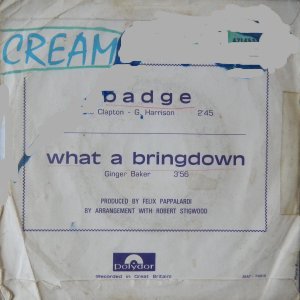 CREAM
badge
Clapton - G. Harrison 2'45
what a bringdown
Ginger Baker 3'56
PRODUCED BY FELIX PAPPALARDI
BY ARRANGEMENT WITH ROBERT STIGWOOD
polydor
Recorded in Great Britain